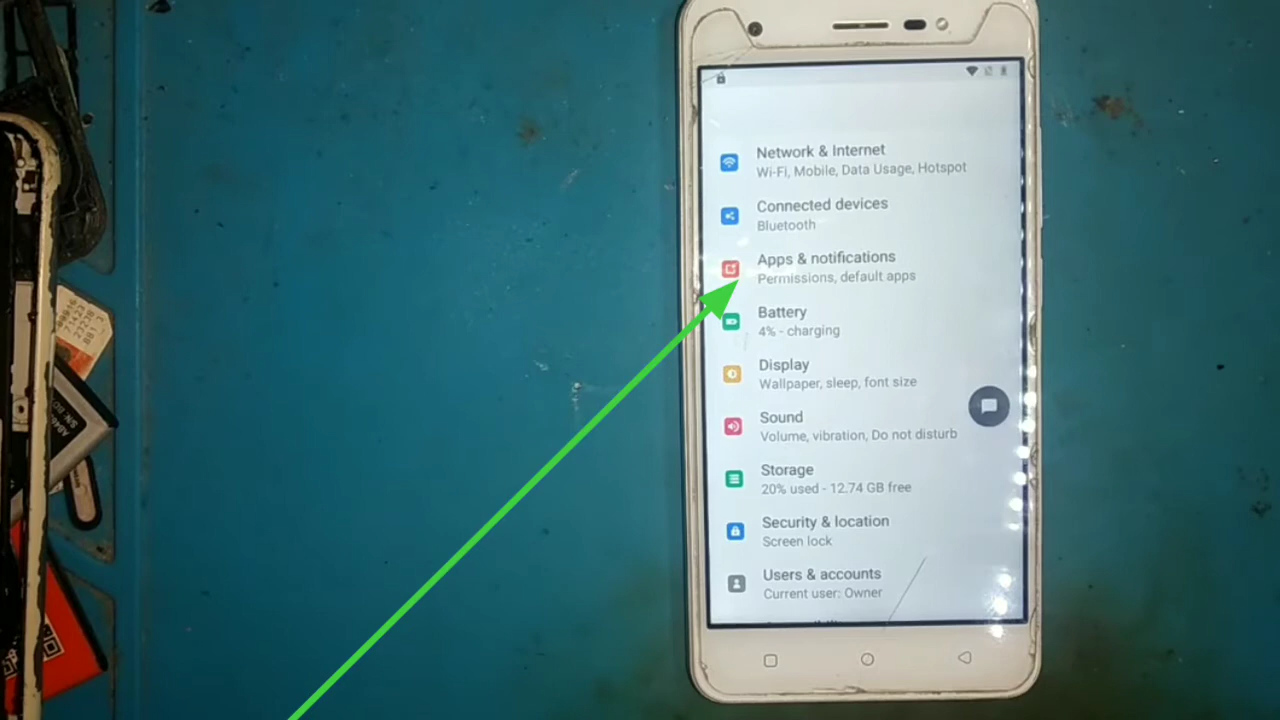 Network & Internet
Wi-Fi, Mobile, Data Usage, Hotspot
Connected devices
Bluetooth
Apps & notifications
Permissions, default apps
Battery
4% - charging
Display
Wallpaper, sleep, font size
Sound
Volume, vibration, Do not disturb
Storage
20% used - 12.74 GB free
Security & location
Screen lock
Users & accounts
Current user: Owner